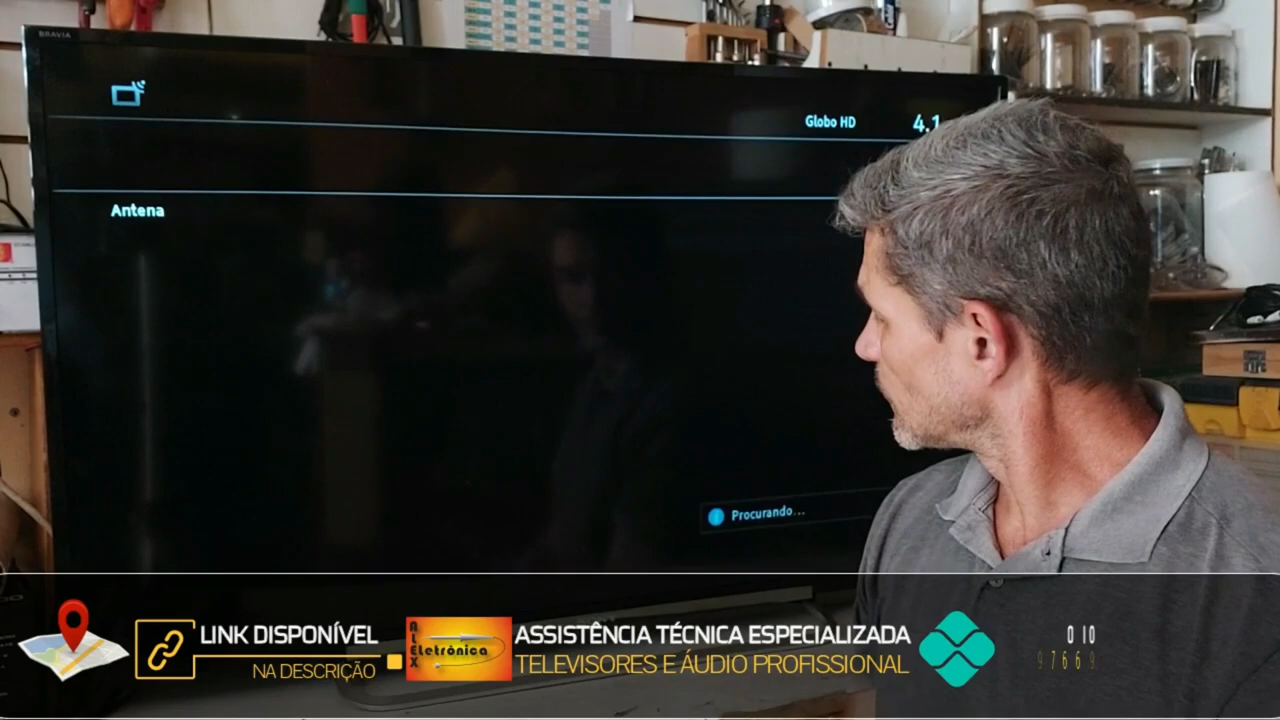 BRAVIA
Globo HD 4.1
Antena
Procurando...
LINK DISPONÍVEL
NA DESCRIÇÃO
ALEX
Eletrônica
ASSISTÊNCIA TÉCNICA ESPECIALIZADA
TELEVISORES E ÁUDIO PROFISSIONAL